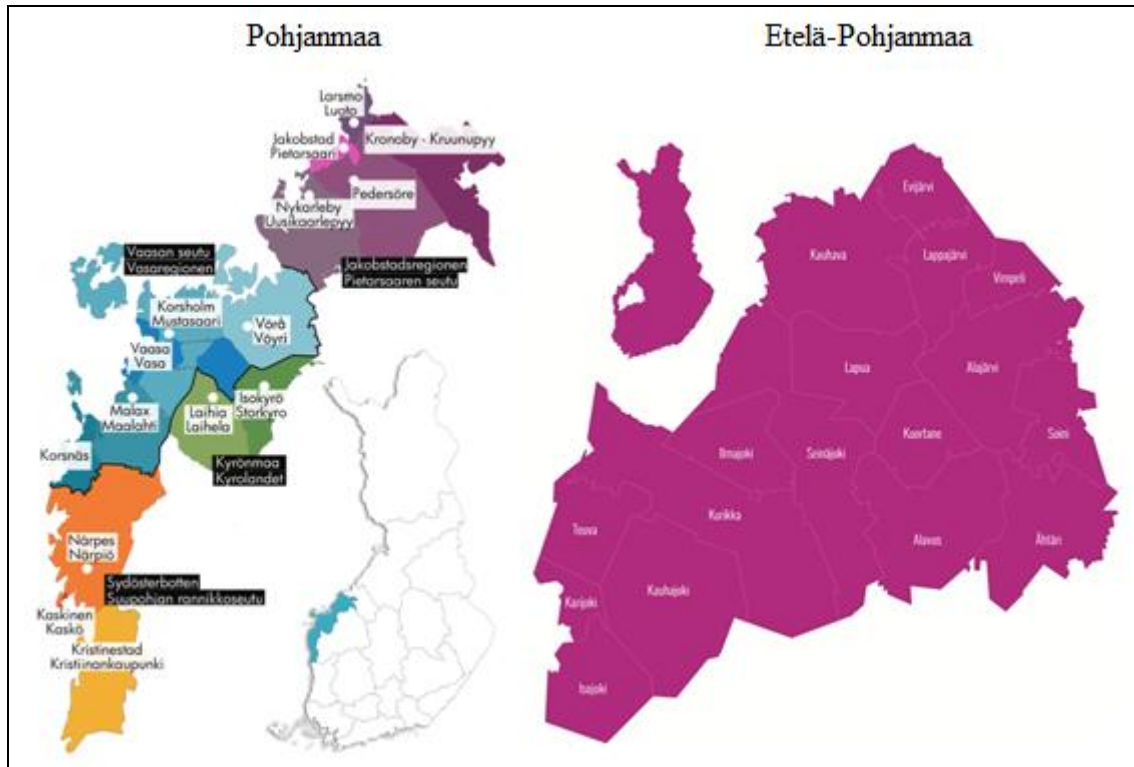 Pohjanmaa
Etelä-Pohjanmaa
Larsmo
Luoto
Jakobstad
Pietarsaari
Kronoby - Kruunupyy
Pedersöre
Nykarleby
Uusikaarlepyy
Vaasan seutu
Vasaregionen
Jakobstadsregionen
Pietarsaaren seutu
Korsholm
Mustasaari
Vörå
Vöyri
Vaasa
Vasa
Malax
Maalahti
Laihia
Laihela
Isokyrö
Storkyro
Korsnäs
Kyrönmaa
Kyrolandet
Närpes
Närpiö
Sydösterbotten
Suupohjan rannikkoseutu
Kaskinen
Kaskö
Kristinestad
Kristiinankaupunki
Evijärvi
Kauhava
Lappajärvi
Vimpeli
Lapua
Alajärvi
Kuortane
Soini
Ilmajoki
Seinäjoki
Teuva
Kurikka
Alavus
Ähtäri
Karijoki
Kauhajoki
Isojoki